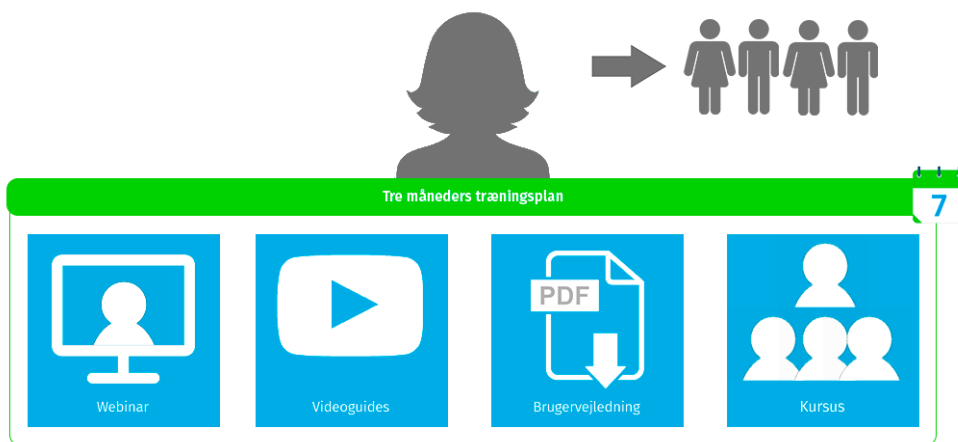 Tre måneders træningsplan
7
Webinar
Videoguides
PDF
Brugervejledning
Kursus